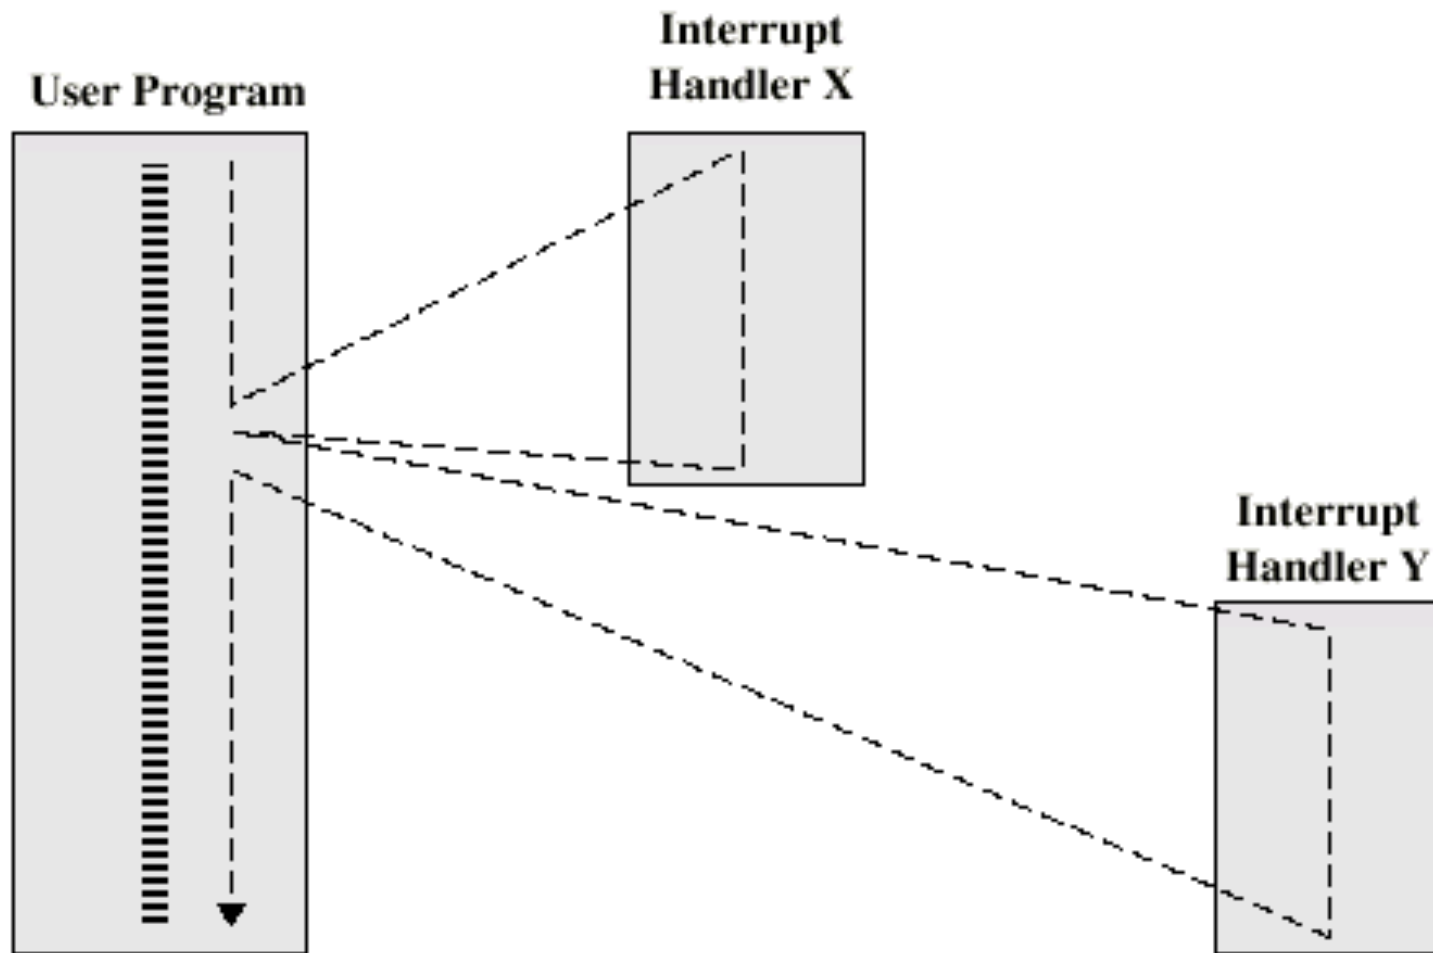 User Program
Interrupt
Handler X
Interrupt
Handler Y